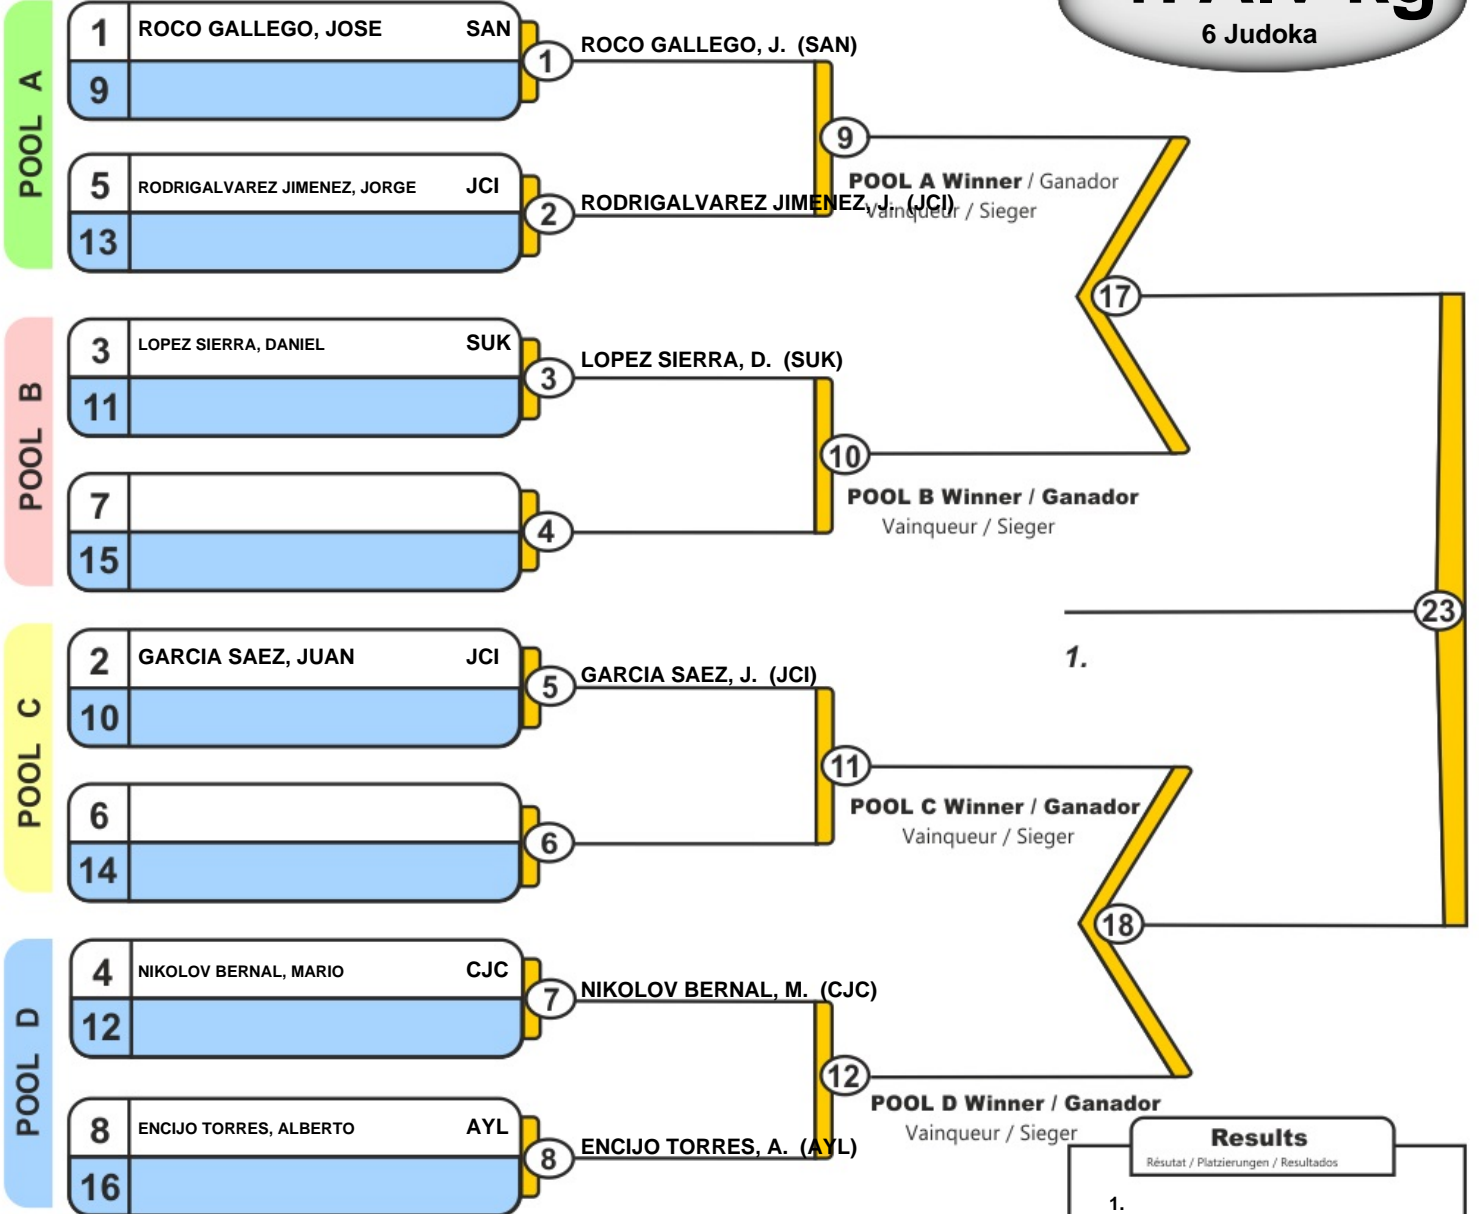 kg
6 Judoka
POOL A
1 ROCO GALLEGO, JOSE SAN
9
1
ROCO GALLEGO, J. (SAN)
5 RODRIGALVAREZ JIMENEZ, JORGE JCI
13
2
RODRIGALVAREZ JIMENEZ, J. (JCI)
9
POOL A Winner / Ganador
Vainqueur / Sieger
17
POOL B
3 LOPEZ SIERRA, DANIEL SUK
11
3
LOPEZ SIERRA, D. (SUK)
7
15
4
10
POOL B Winner / Ganador
Vainqueur / Sieger
23
1.
POOL C
2 GARCIA SAEZ, JUAN JCI
10
5
GARCIA SAEZ, J. (JCI)
6
14
6
11
POOL C Winner / Ganador
Vainqueur / Sieger
18
POOL D
4 NIKOLOV BERNAL, MARIO CJC
12
7
NIKOLOV BERNAL, M. (CJC)
8 ENCIJO TORRES, ALBERTO AYL
16
8
ENCIJO TORRES, A. (AYL)
12
POOL D Winner / Ganador
Vainqueur / Sieger
Results
Résutat / Platzierungen / Resultados
1.